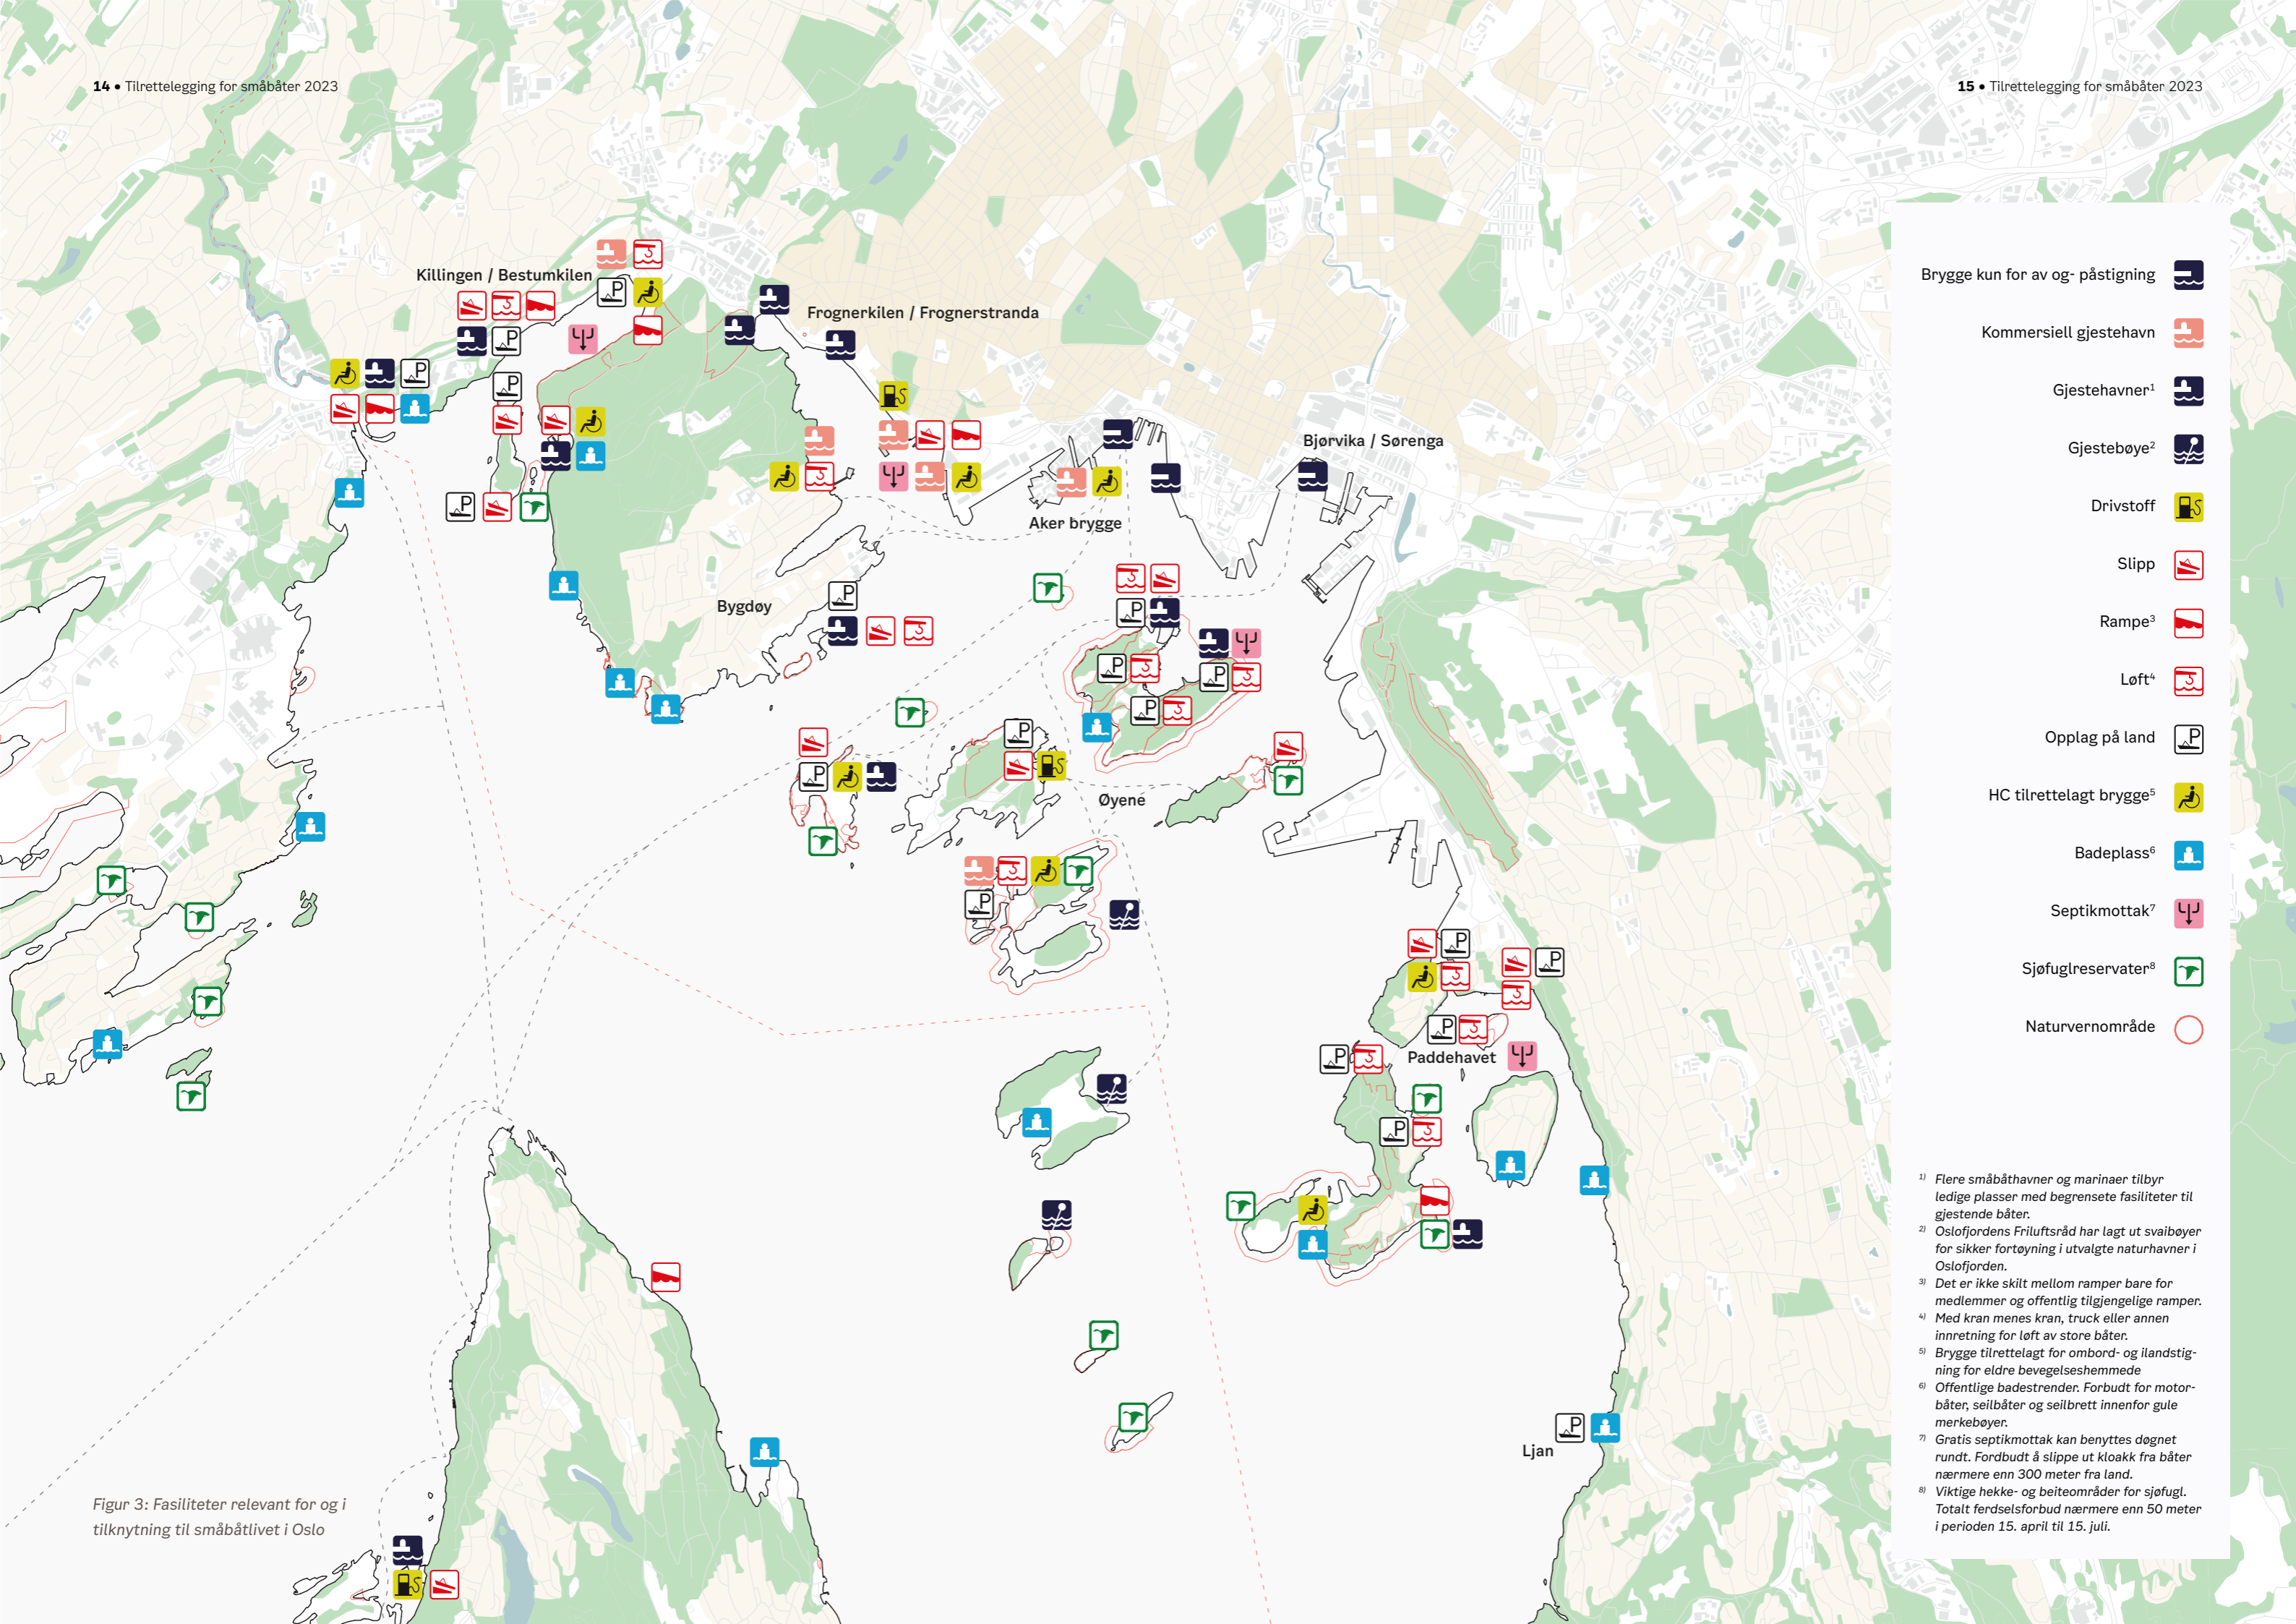 14 • Tilrettelegging for småbåter 2023
15 • Tilrettelegging for småbåter 2023
Killingen / Bestumkilen
Frognerkilen / Frognerstranda
Bjørvika / Sørenga
Aker brygge
Bygdøy
Øyene
Paddehavet
Ljan
Brygge kun for av og- påstigning
Kommersiell gjestehavn
Gjestehavner¹
Gjestebøye²
Drivstoff
Slipp
Rampe³
Løft⁴
Opplag på land
HC tilrettelagt brygge⁵
Badeplass⁶
Septikmottak⁷
Sjøfuglreservater⁸
Naturvernområde
¹⁾ Flere småbåthavner og marinaer tilbyr
ledige plasser med begrensete fasiliteter til
gjestende båter.
²⁾ Oslofjordens Friluftsråd har lagt ut svaibøyer
for sikker fortøyning i utvalgte naturhavner i
Oslofjorden.
³⁾ Det er ikke skilt mellom ramper bare for
medlemmer og offentlig tilgjengelige ramper.
⁴⁾ Med kran menes kran, truck eller annen
innretning for løft av store båter.
⁵⁾ Brygge tilrettelagt for ombord- og ilandstig-
ning for eldre bevegelseshemmede
⁶⁾ Offentlige badestrender. Forbudt for motor-
båter, seilbåter og seilbrett innenfor gule
merkebøyer.
⁷⁾ Gratis septikmottak kan benyttes døgnet
rundt. Fordbudt å slippe ut kloakk fra båter
nærmere enn 300 meter fra land.
⁸⁾ Viktige hekke- og beiteområder for sjøfugl.
Totalt ferdselsforbud nærmere enn 50 meter
i perioden 15. april til 15. juli.
Figur 3: Fasiliteter relevant for og i
tilknytning til småbåtlivet i Oslo